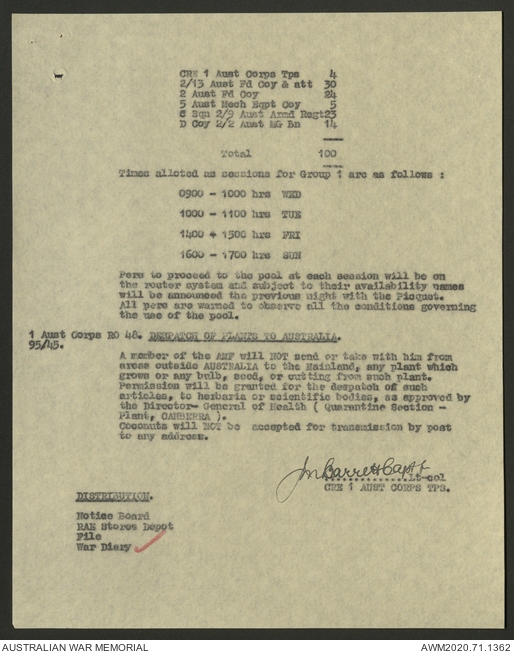 CRE 1 Aust Corps Tps 4
2/13 Aust Fd Coy & att 30
2 Aust Fd Coy 24
5 Aust Mech Eqpt Coy 5
C Sqn 2/9 Aust Armd Regt 23
D Coy 2/2 Aust MG Bn 14
Total 100
Times alloted as sessions for Group 1 are as follows :
0900 - 1000 hrs WED
1000 - 1100 hrs TUE
1400 - 1500 hrs FRI
1600 - 1700 hrs SUN
Pers to proceed to the pool at each session will be on
the roster system and subject to their availability names
will be announced the previous night with the Picquet.
All pers are warned to observe all the conditions governing
the use of the pool.
1 Aust Corps RO 48. DESPATCH OF PLANTS TO AUSTRALIA.
95/45.
A member of the AMF will NOT send or take with him from
areas outside AUSTRALIA to the Mainland, any plant which
grows or any bulb, seed, or cutting from such plant.
Permission will be granted for the despatch of such
articles, to herbaria or scientific bodies, as approved by
the Director- General of Health ( Quarantine Section -
Plant, CANBERRA ).
Coconuts will NOT be accepted for transmission by post
to any address.
Barrett Capt
Lt-col
CRE 1 AUST CORPS TPS.
DISTRIBUTION.
Notice Board
RAE Stores Depot
File
War Diary
AUSTRALIAN WAR MEMORIAL AWM2020.71.1362